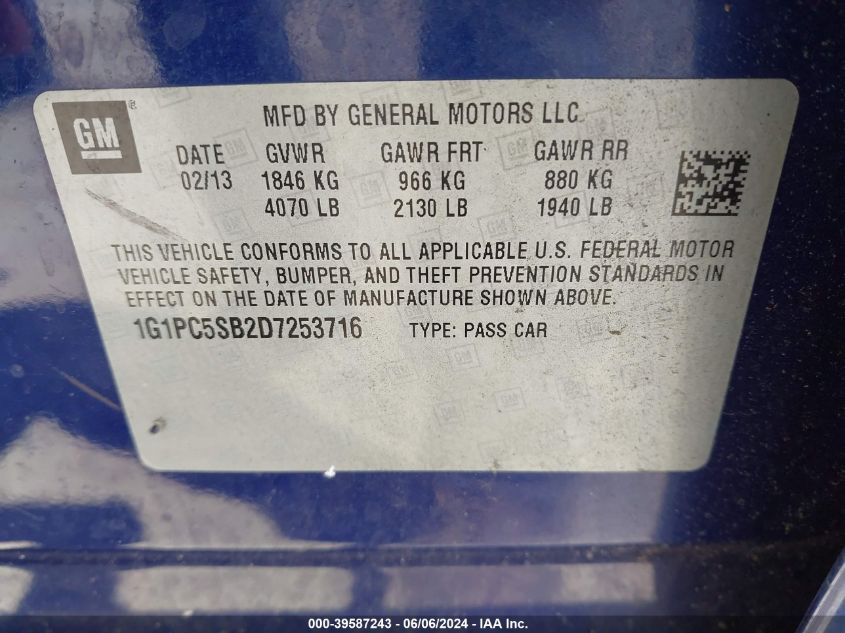 GM
MFD BY GENERAL MOTORS LLC
DATE GVWR GAWR FRT GAWR RR
02/13 1846 KG 966 KG 880 KG
4070 LB 2130 LB 1940 LB
THIS VEHICLE CONFORMS TO ALL APPLICABLE U.S. FEDERAL MOTOR
VEHICLE SAFETY, BUMPER, AND THEFT PREVENTION STANDARDS IN
EFFECT ON THE DATE OF MANUFACTURE SHOWN ABOVE.
1G1PC5SB2D7253716 TYPE: PASS CAR
000-39587243 - 06/06/2024 - IAA Inc.